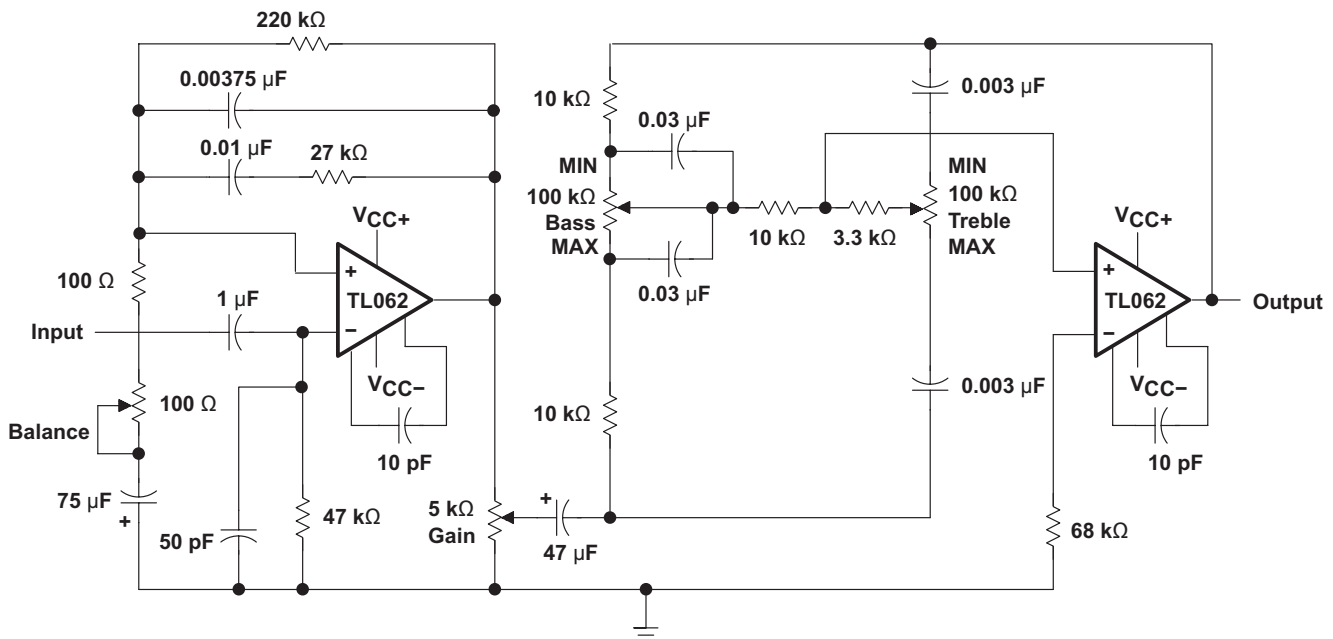 220 kΩ
0.00375 µF
0.01 µF
27 kΩ
VCC+
100 Ω
+
TL062
−
1 µF
Input
VCC−
100 Ω
Balance
10 pF
75 µF
+
50 pF
47 kΩ
5 kΩ
Gain
+
47 µF
10 kΩ
0.03 µF
MIN
100 kΩ
Bass
MAX
0.03 µF
10 kΩ
10 kΩ
3.3 kΩ
0.003 µF
MIN
100 kΩ
Treble
MAX
0.003 µF
VCC+
+
TL062
−
Output
VCC−
10 pF
68 kΩ